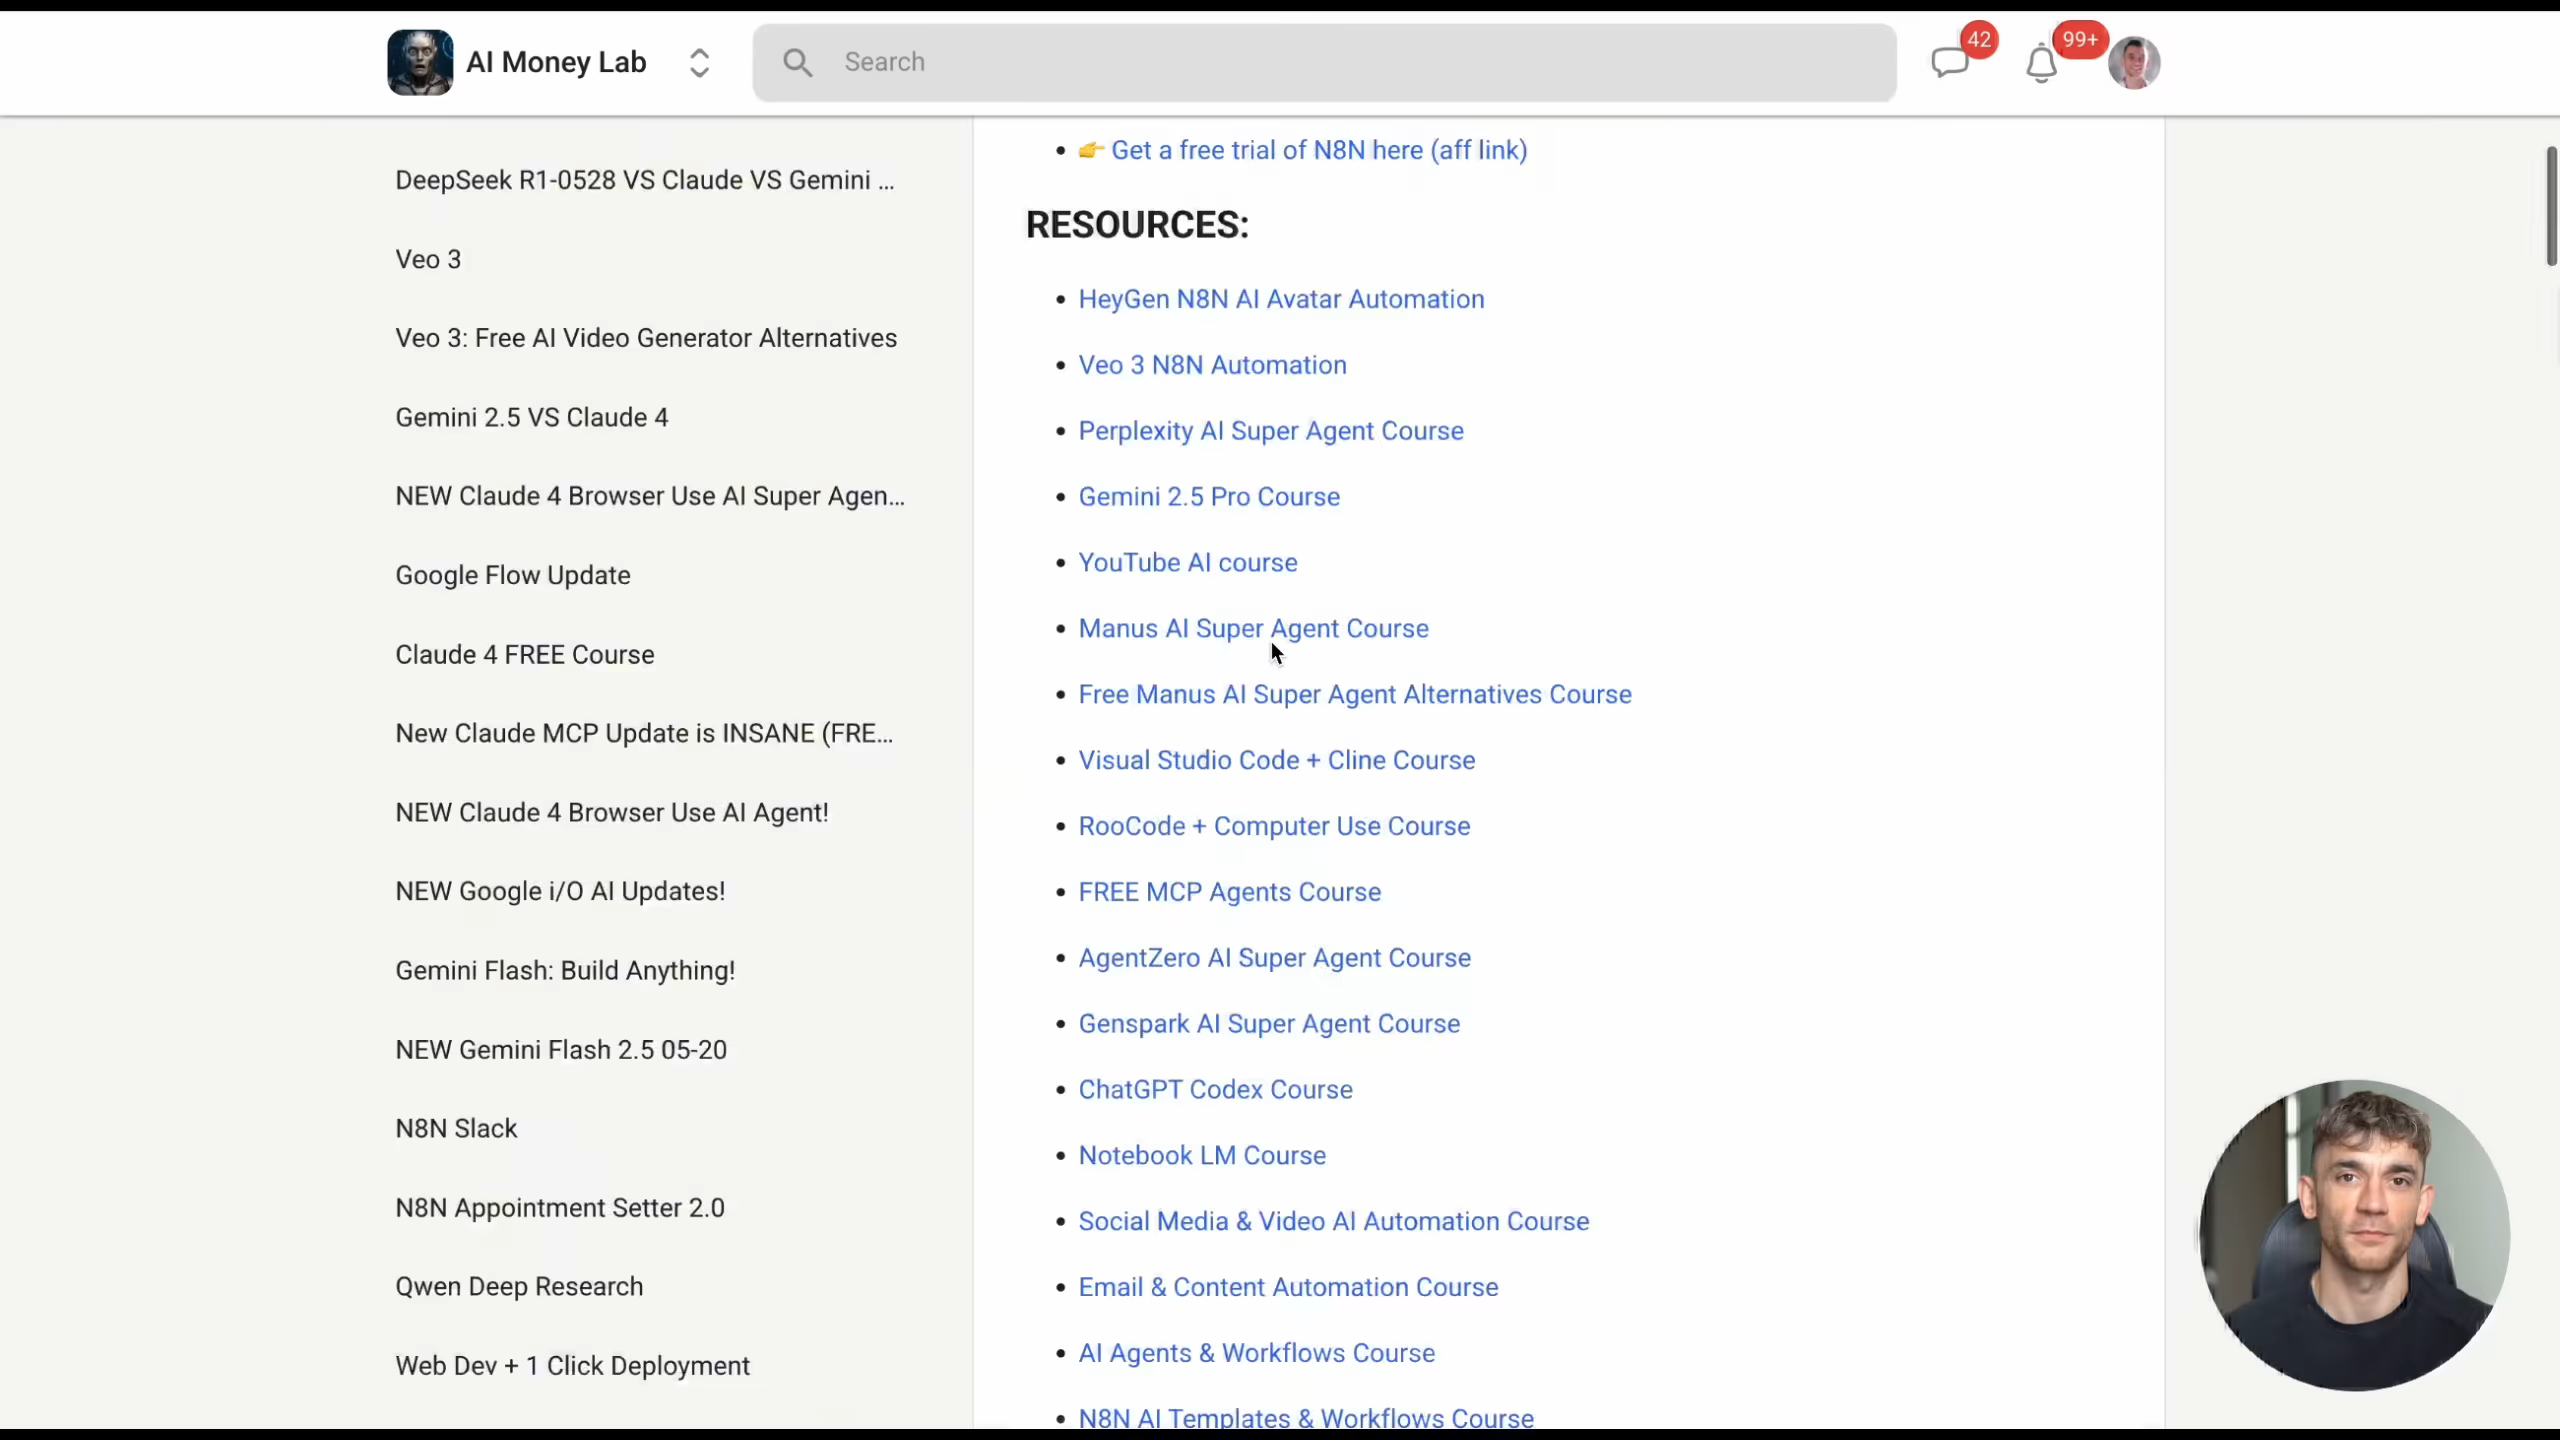 AI Money Lab
Search
42
99+
DeepSeek R1-0528 VS Claude VS Gemini ...
Veo 3
Veo 3: Free AI Video Generator Alternatives
Gemini 2.5 VS Claude 4
NEW Claude 4 Browser Use AI Super Agen...
Google Flow Update
Claude 4 FREE Course
New Claude MCP Update is INSANE (FRE...
NEW Claude 4 Browser Use AI Agent!
NEW Google i/O AI Updates!
Gemini Flash: Build Anything!
NEW Gemini Flash 2.5 05-20
N8N Slack
N8N Appointment Setter 2.0
Qwen Deep Research
Web Dev + 1 Click Deployment
• 👉 Get a free trial of N8N here (aff link)
RESOURCES:
• HeyGen N8N AI Avatar Automation
• Veo 3 N8N Automation
• Perplexity AI Super Agent Course
• Gemini 2.5 Pro Course
• YouTube AI course
• Manus AI Super Agent Course
• Free Manus AI Super Agent Alternatives Course
• Visual Studio Code + Cline Course
• RooCode + Computer Use Course
• FREE MCP Agents Course
• AgentZero AI Super Agent Course
• Genspark AI Super Agent Course
• ChatGPT Codex Course
• Notebook LM Course
• Social Media & Video AI Automation Course
• Email & Content Automation Course
• AI Agents & Workflows Course
• N8N AI Templates & Workflows Course